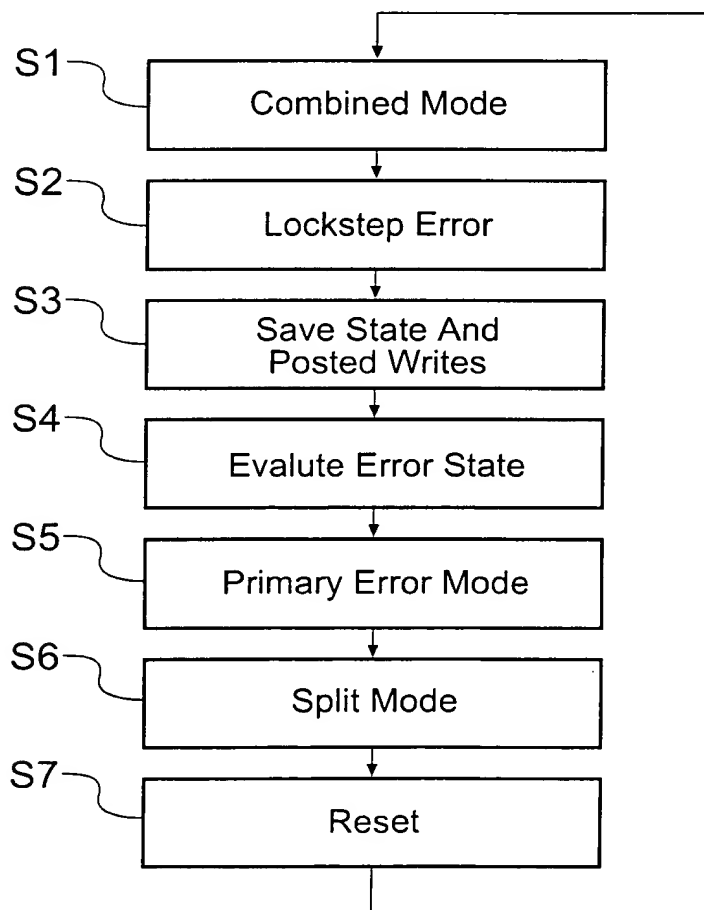 S1
Combined Mode
S2
Lockstep Error
S3
Save State And
Posted Writes
S4
Evalute Error State
S5
Primary Error Mode
S6
Split Mode
S7
Reset